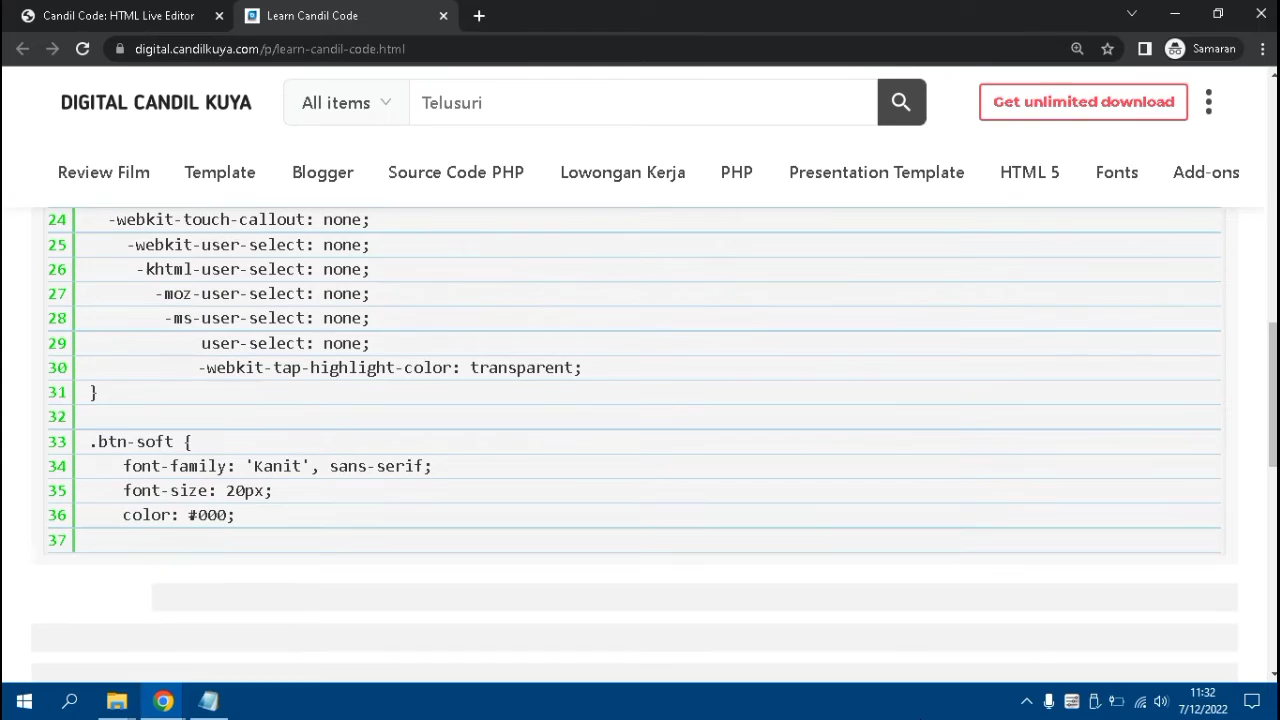 Candil Code: HTML Live Editor
Learn Candil Code
digital.candilkuya.com/p/learn-candil-code.html
Samaran
DIGITAL CANDIL KUYA
All items
Telusuri
Get unlimited download
Review Film Template Blogger Source Code PHP Lowongan Kerja PHP Presentation Template HTML 5 Fonts Add-ons
24 -webkit-touch-callout: none;
25 -webkit-user-select: none;
26 -khtml-user-select: none;
27 -moz-user-select: none;
28 -ms-user-select: none;
29 user-select: none;
30 -webkit-tap-highlight-color: transparent;
31 }
32
33 .btn-soft {
34 font-family: 'Kanit', sans-serif;
35 font-size: 20px;
36 color: #000;
37
11:32
7/12/2022